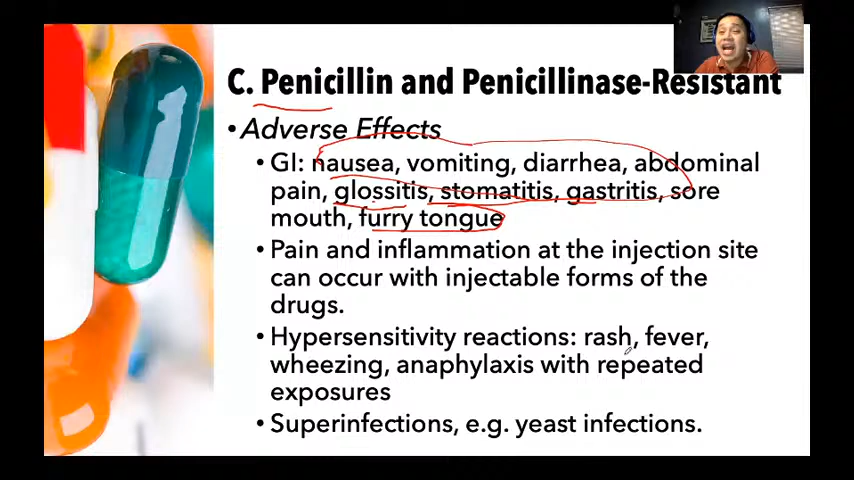 C. Penicillin and Penicillinase-Resistant
•Adverse Effects
• GI: nausea, vomiting, diarrhea, abdominal
pain, glossitis, stomatitis, gastritis, sore
mouth, furry tongue
• Pain and inflammation at the injection site
can occur with injectable forms of the
drugs.
• Hypersensitivity reactions: rash, fever,
wheezing, anaphylaxis with repeated
exposures
• Superinfections, e.g. yeast infections.